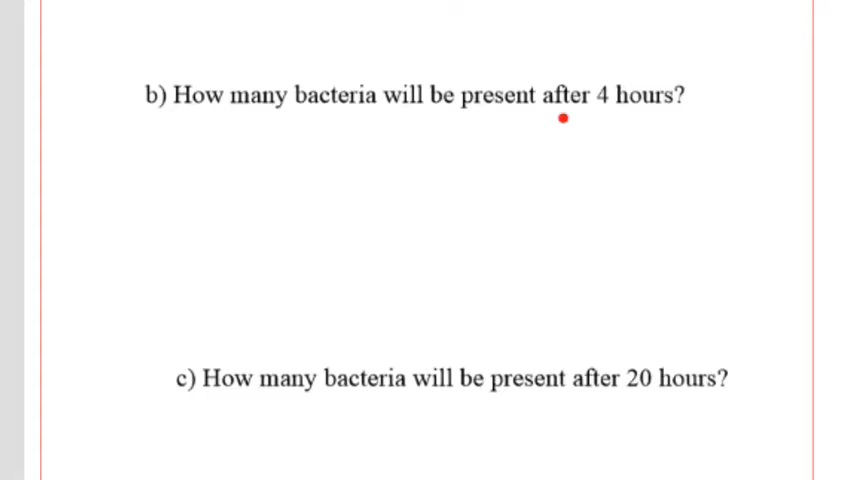 b) How many bacteria will be present after 4 hours?
c) How many bacteria will be present after 20 hours?